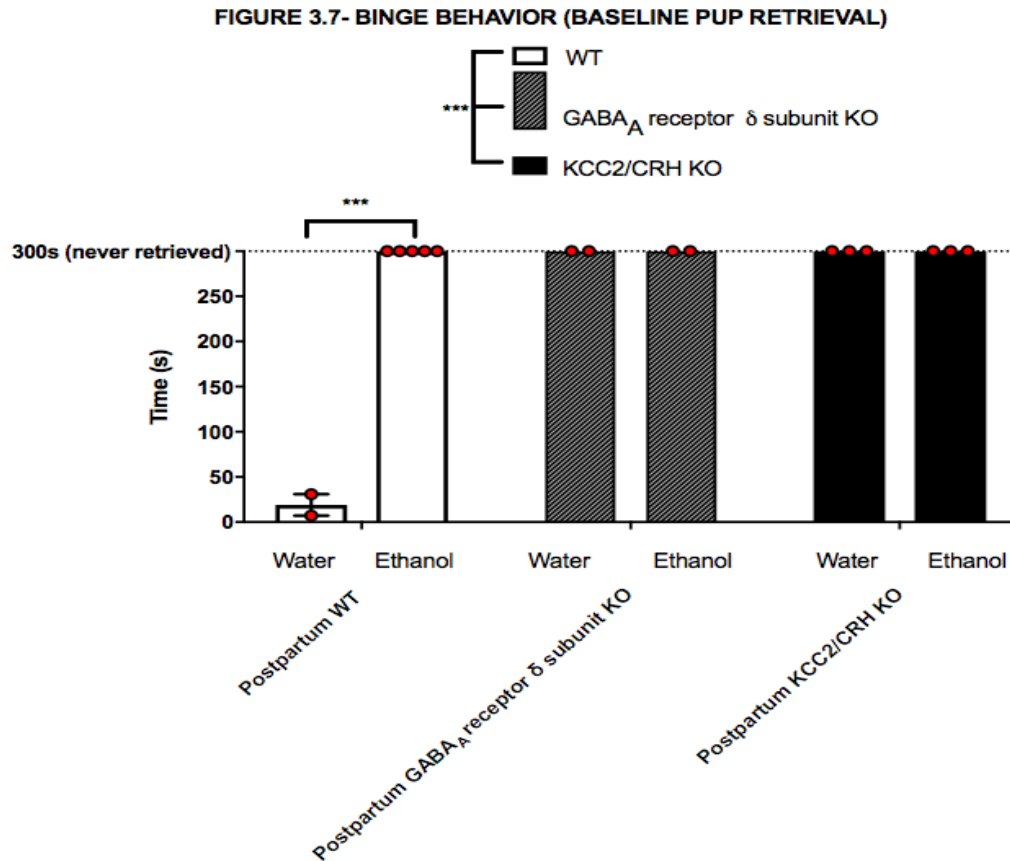 FIGURE 3.7- BINGE BEHAVIOR (BASELINE PUP RETRIEVAL)
WT
***
GABAA receptor δ subunit KO
KCC2/CRH KO
***
300s (never retrieved)
250
200
150
100
50
0
Time (s)
Water Ethanol Water Ethanol Water Ethanol
Postpartum WT
Postpartum GABAA receptor δ subunit KO
Postpartum KCC2/CRH KO